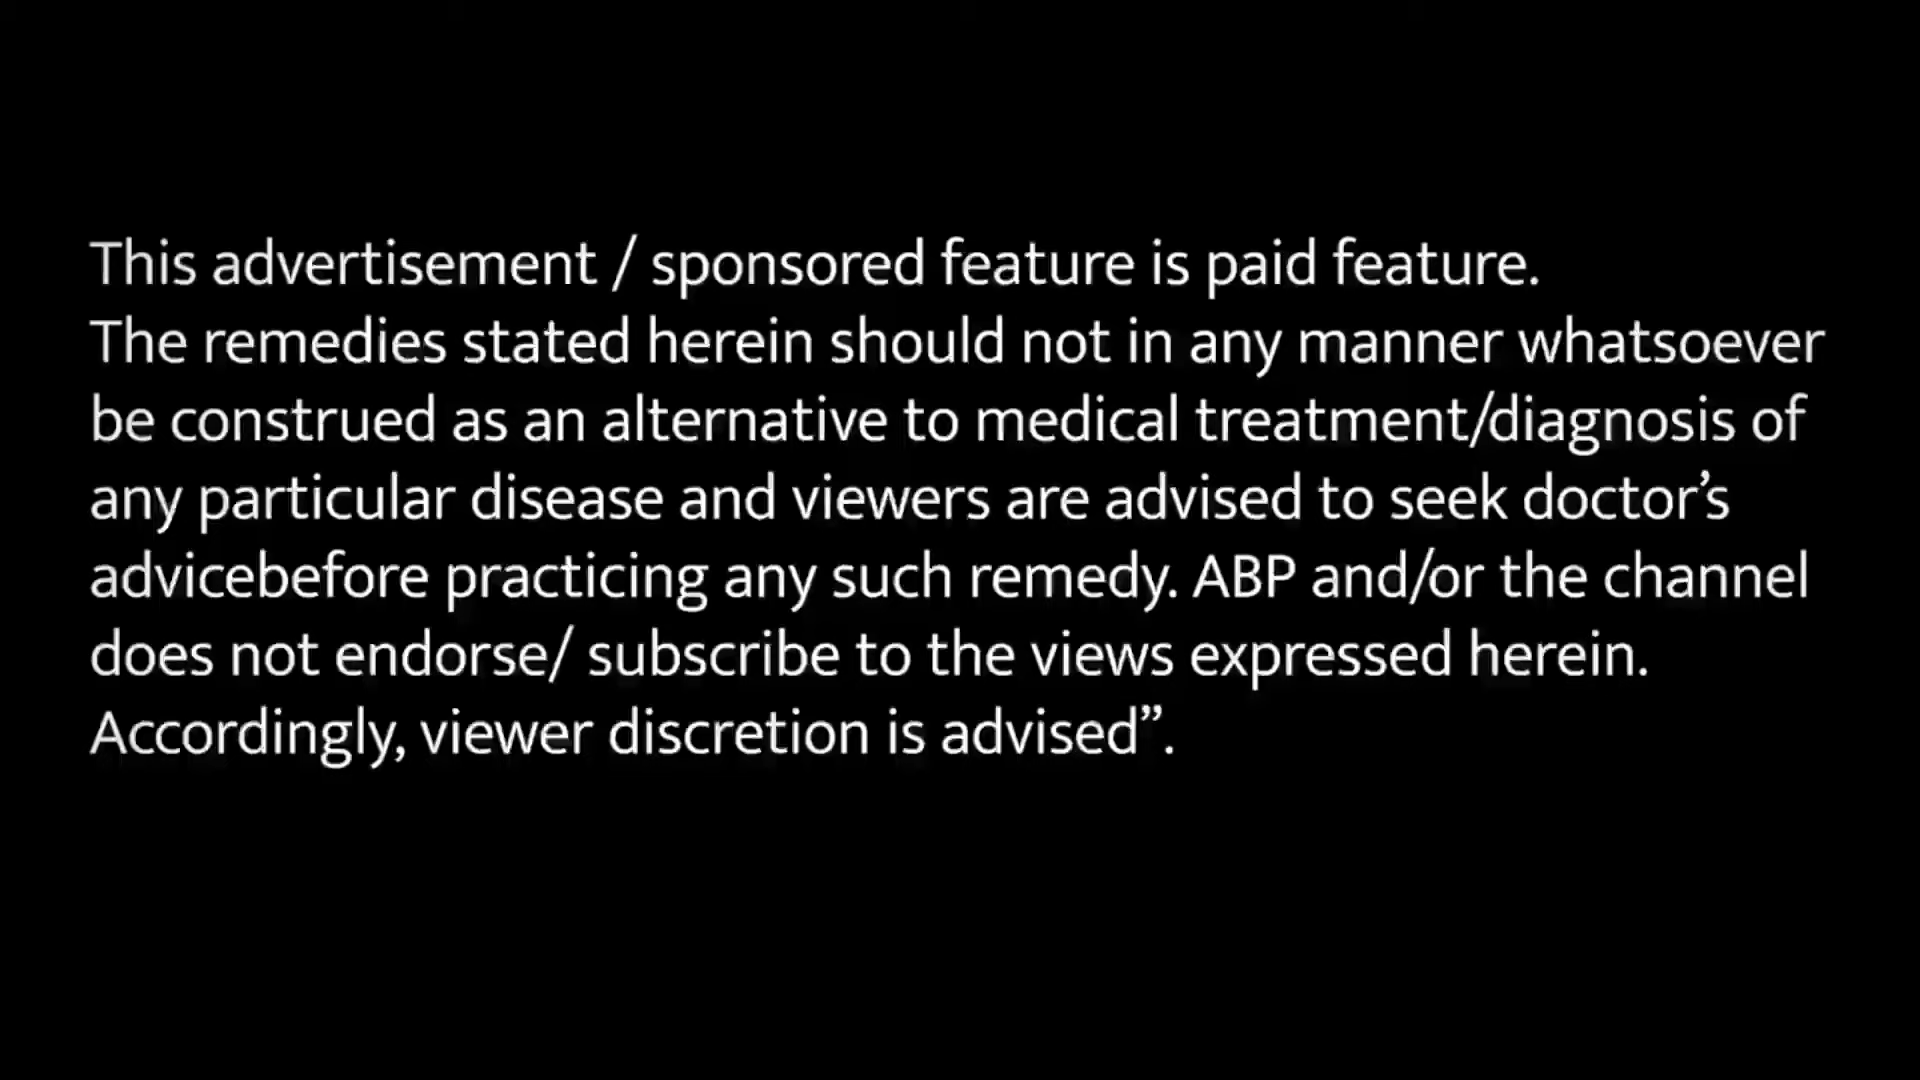 This advertisement / sponsored feature is paid feature.
The remedies stated herein should not in any manner whatsoever
be construed as an alternative to medical treatment/diagnosis of
any particular disease and viewers are advised to seek doctor’s
advicebefore practicing any such remedy. ABP and/or the channel
does not endorse/ subscribe to the views expressed herein.
Accordingly, viewer discretion is advised”.